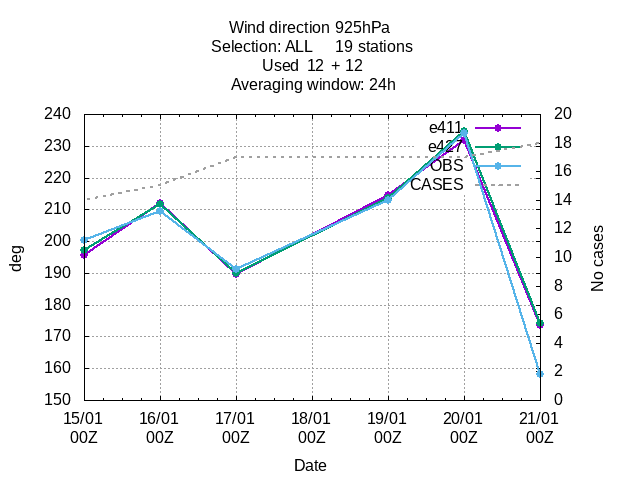 Wind direction 925hPa
Selection: ALL     19 stations
Used  12 + 12
Averaging window: 24h
240
230
220
210
200
190
180
170
160
150
deg
20
18
16
14
12
10
8
6
4
2
0
No cases
e411
e427
OBS
CASES
15/01 16/01 17/01 18/01 19/01 20/01 21/01
00Z 00Z 00Z 00Z 00Z 00Z 00Z
Date